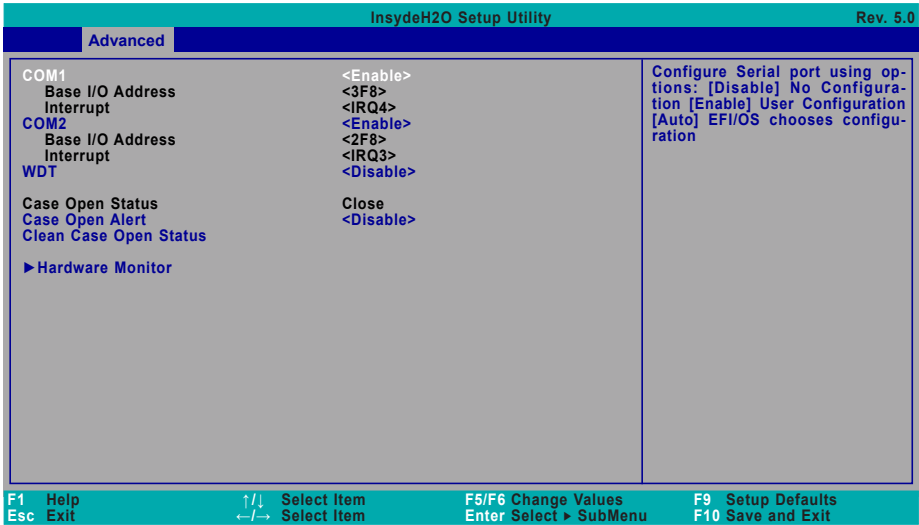 InsydeH2O Setup Utility Rev. 5.0
Advanced
COM1 <Enable>
Base I/O Address <3F8>
Interrupt <IRQ4>
COM2 <Enable>
Base I/O Address <2F8>
Interrupt <IRQ3>
WDT <Disable>
Case Open Status Close
Case Open Alert <Disable>
Clean Case Open Status
►Hardware Monitor
Configure Serial port using op-
tions: [Disable] No Configura-
tion [Enable] User Configuration
[Auto] EFI/OS chooses configu-
ration
F1 Help ↑/↓ Select Item F5/F6 Change Values F9 Setup Defaults
Esc Exit ←/→ Select Item Enter Select ► SubMenu F10 Save and Exit